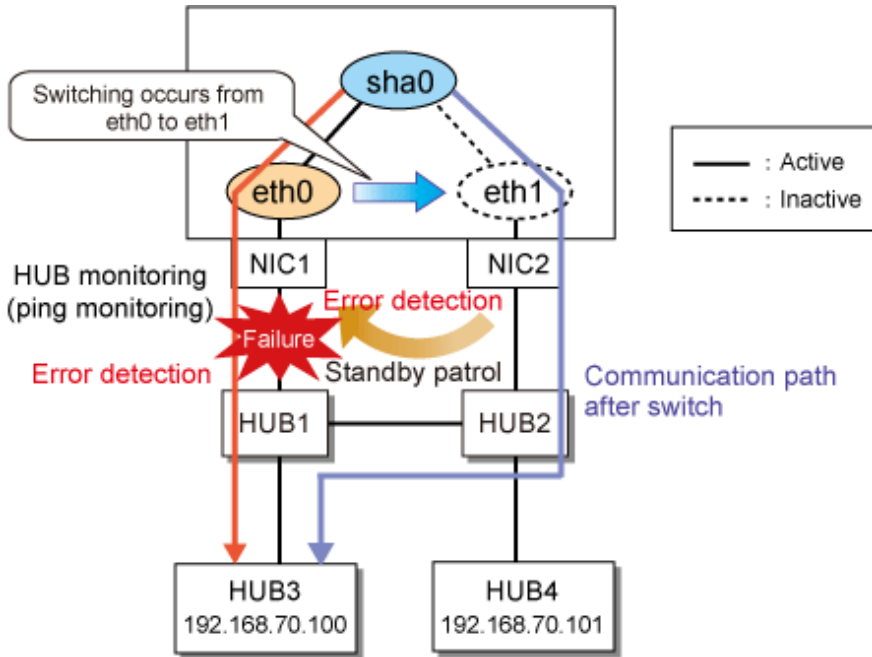 sha0
Switching occurs from
eth0 to eth1
eth0
eth1
: Active
: Inactive
NIC1
NIC2
HUB monitoring
(ping monitoring)
Error detection
Failure
Error detection
Standby patrol
Communication path
after switch
HUB1
HUB2
HUB3
192.168.70.100
HUB4
192.168.70.101